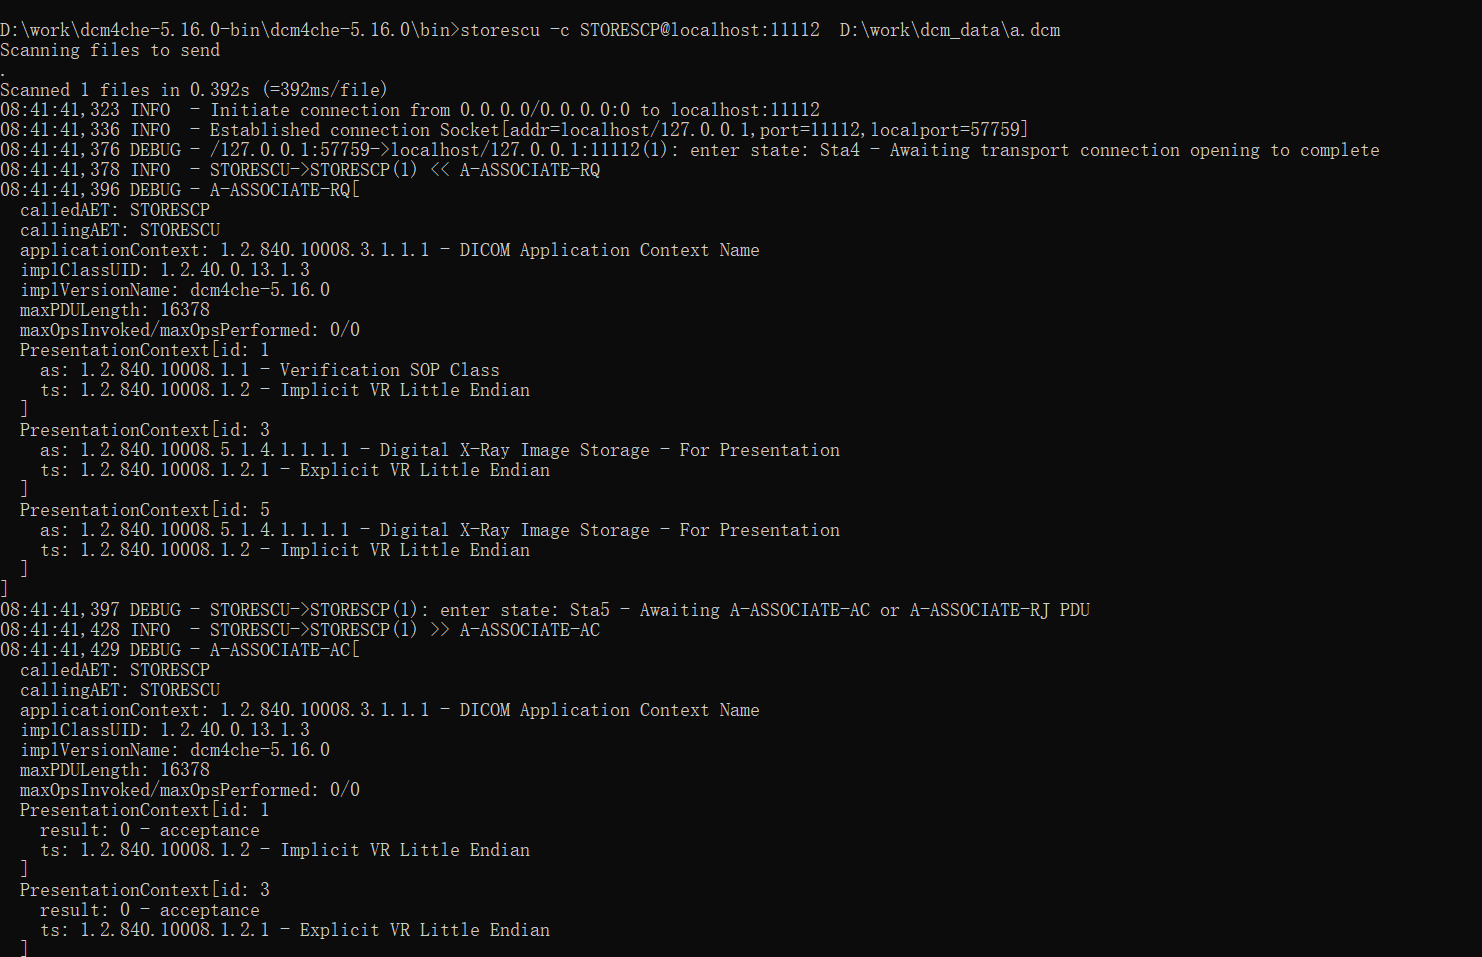 D:\work\dcm4che-5.16.0-bin\dcm4che-5.16.0\bin>storescu -c STORESCP@localhost:11112  D:\work\dcm_data\a.dcm
Scanning files to send
.
Scanned 1 files in 0.392s (=392ms/file)
08:41:41,323 INFO  - Initiate connection from 0.0.0.0/0.0.0.0:0 to localhost:11112
08:41:41,336 INFO  - Established connection Socket[addr=localhost/127.0.0.1,port=11112,localport=57759]
08:41:41,376 DEBUG - /127.0.0.1:57759->localhost/127.0.0.1:11112(1): enter state: Sta4 - Awaiting transport connection opening to complete
08:41:41,378 INFO  - STORESCU->STORESCP(1) << A-ASSOCIATE-RQ
08:41:41,396 DEBUG - A-ASSOCIATE-RQ[
  calledAET: STORESCP
  callingAET: STORESCU
  applicationContext: 1.2.840.10008.3.1.1.1 - DICOM Application Context Name
  implClassUID: 1.2.40.0.13.1.3
  implVersionName: dcm4che-5.16.0
  maxPDULength: 16378
  maxOpsInvoked/maxOpsPerformed: 0/0
  PresentationContext[id: 1
    as: 1.2.840.10008.1.1 - Verification SOP Class
    ts: 1.2.840.10008.1.2 - Implicit VR Little Endian
  ]
  PresentationContext[id: 3
    as: 1.2.840.10008.5.1.4.1.1.1.1 - Digital X-Ray Image Storage - For Presentation
    ts: 1.2.840.10008.1.2.1 - Explicit VR Little Endian
  ]
  PresentationContext[id: 5
    as: 1.2.840.10008.5.1.4.1.1.1.1 - Digital X-Ray Image Storage - For Presentation
    ts: 1.2.840.10008.1.2 - Implicit VR Little Endian
  ]
]
08:41:41,397 DEBUG - STORESCU->STORESCP(1): enter state: Sta5 - Awaiting A-ASSOCIATE-AC or A-ASSOCIATE-RJ PDU
08:41:41,428 INFO  - STORESCU->STORESCP(1) >> A-ASSOCIATE-AC
08:41:41,429 DEBUG - A-ASSOCIATE-AC[
  calledAET: STORESCP
  callingAET: STORESCU
  applicationContext: 1.2.840.10008.3.1.1.1 - DICOM Application Context Name
  implClassUID: 1.2.40.0.13.1.3
  implVersionName: dcm4che-5.16.0
  maxPDULength: 16378
  maxOpsInvoked/maxOpsPerformed: 0/0
  PresentationContext[id: 1
    result: 0 - acceptance
    ts: 1.2.840.10008.1.2 - Implicit VR Little Endian
  ]
  PresentationContext[id: 3
    result: 0 - acceptance
    ts: 1.2.840.10008.1.2.1 - Explicit VR Little Endian
  ]